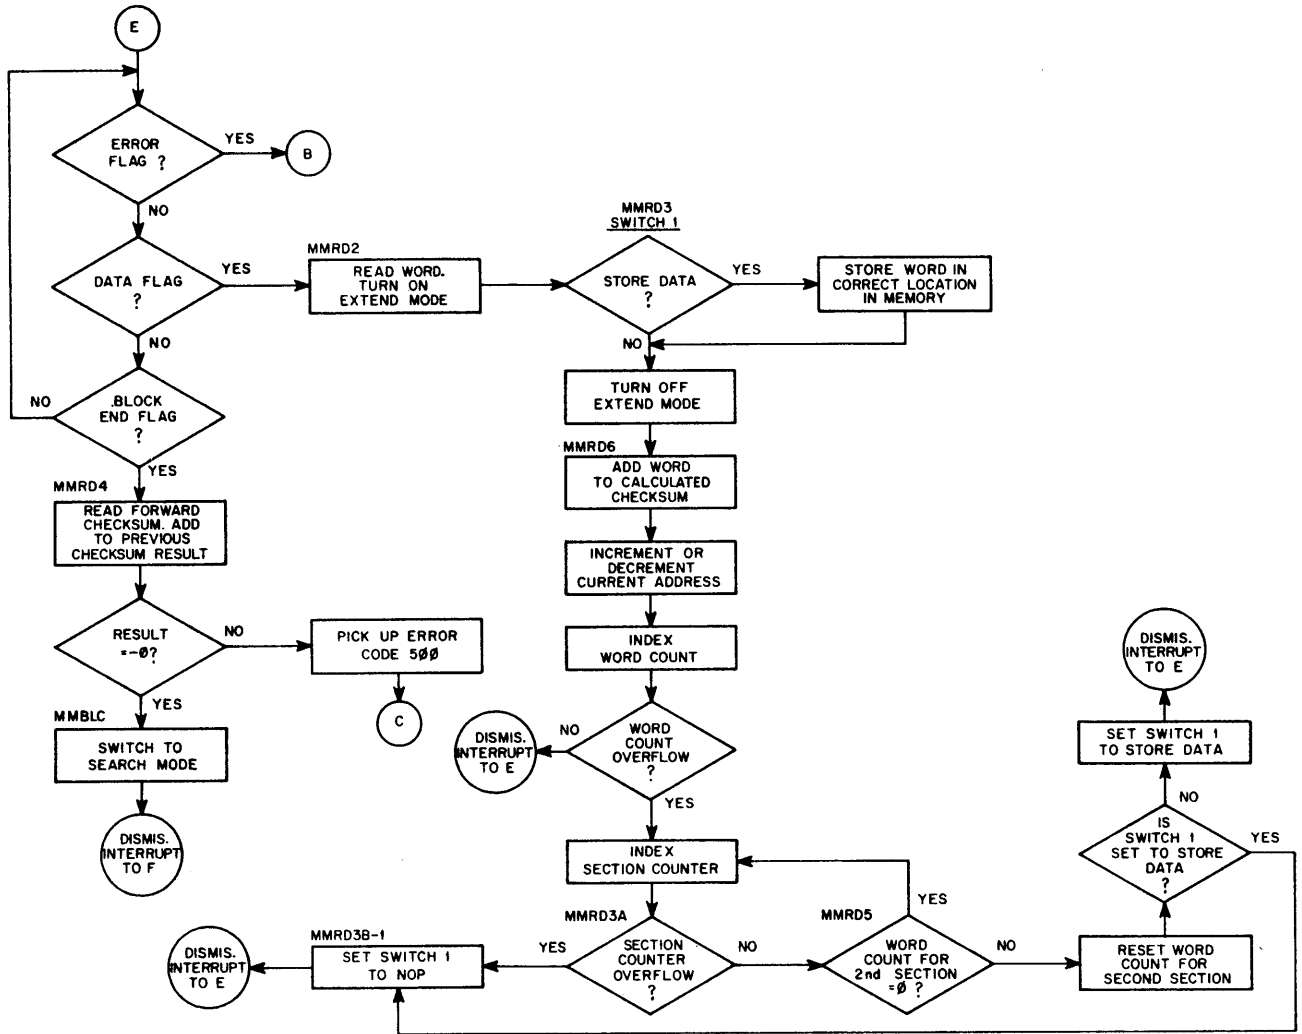 E
ERROR
FLAG ?
YES
B
NO
DATA FLAG
?
YES
MMRD2
READ WORD.
TURN ON
EXTEND MODE
MMRD3
SWITCH 1
STORE DATA
?
YES
STORE WORD IN
CORRECT LOCATION
IN MEMORY
NO
NO
BLOCK
END FLAG
?
NO
YES
TURN OFF
EXTEND MODE
MMRD6
ADD WORD
TO CALCULATED
CHECKSUM
MMRD4
READ FORWARD
CHECKSUM. ADD
TO PREVIOUS
CHECKSUM RESULT
INCREMENT OR
DECREMENT
CURRENT ADDRESS
RESULT
=-Ø?
NO
PICK UP ERROR
CODE 5ØØ
C
YES
INDEX
WORD COUNT
MMBLC
SWITCH TO
SEARCH MODE
DISMIS.
INTERRUPT
TO F
WORD
COUNT
OVERFLOW
?
NO
DISMIS.
INTERRUPT
TO E
YES
INDEX
SECTION COUNTER
MMRD3A
SECTION
COUNTER
OVERFLOW
?
YES
MMRD3B-1
SET SWITCH 1
TO NOP
DISMIS.
INTERRUPT
TO E
NO
MMRD5
WORD
COUNT FOR
2nd SECTION
=Ø ?
YES
NO
RESET WORD
COUNT FOR
SECOND SECTION
IS
SWITCH 1
SET TO STORE
DATA
?
YES
NO
SET SWITCH 1
TO STORE DATA
DISMIS.
INTERRUPT
TO E